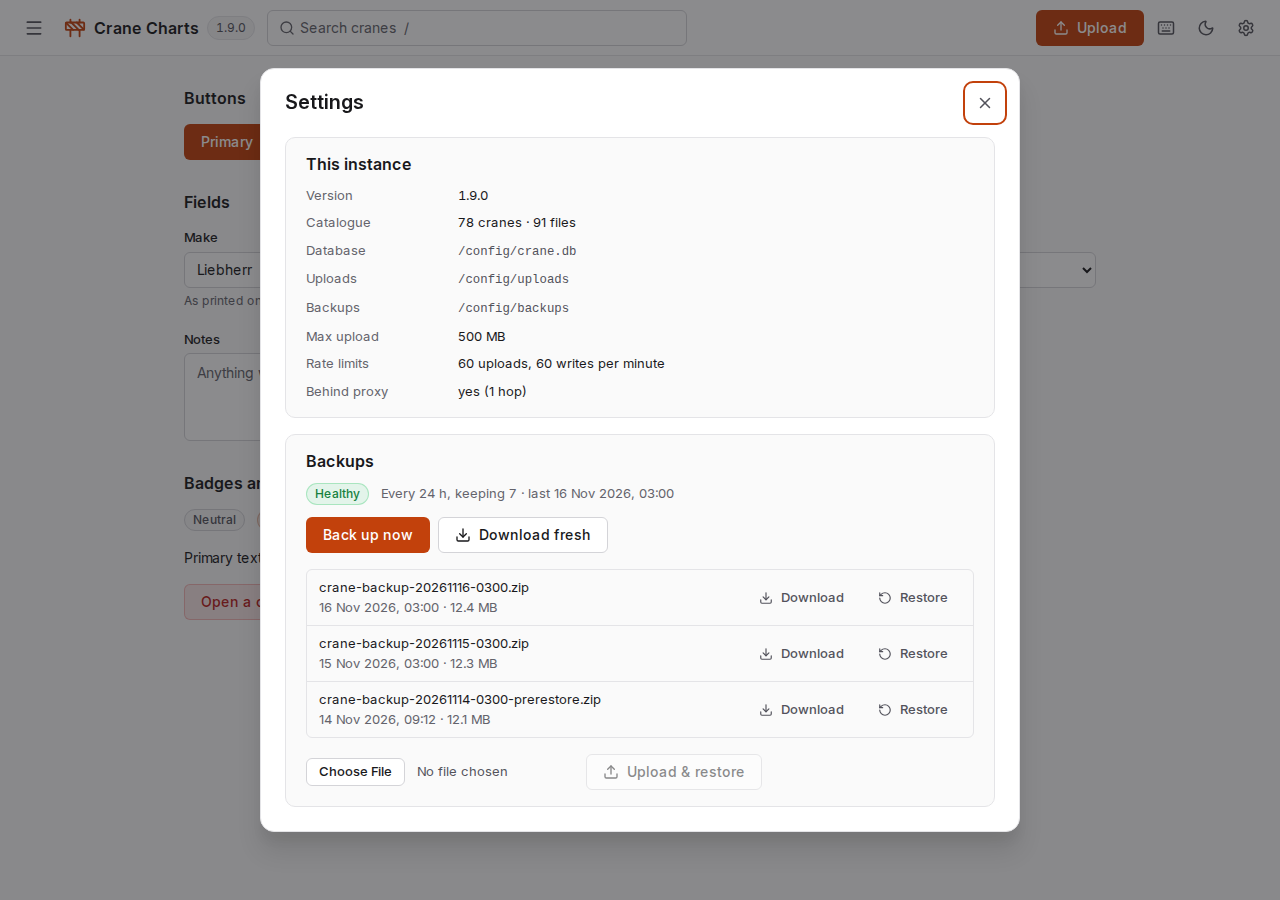 Crane Charts 1.9.0 Search cranes / Upload
Settings
Buttons
Primary
Fields
Make
Liebherr
As printed on
Notes
Anything
Badges
Neutral
Primary text
Open a
This instance
Version 1.9.0
Catalogue 78 cranes · 91 files
Database /config/crane.db
Uploads /config/uploads
Backups /config/backups
Max upload 500 MB
Rate limits 60 uploads, 60 writes per minute
Behind proxy yes (1 hop)
Backups
Healthy Every 24 h, keeping 7 · last 16 Nov 2026, 03:00
Back up now Download fresh
crane-backup-20261116-0300.zip
16 Nov 2026, 03:00 · 12.4 MB
Download Restore
crane-backup-20261115-0300.zip
15 Nov 2026, 03:00 · 12.3 MB
Download Restore
crane-backup-20261114-0300-prerestore.zip
14 Nov 2026, 09:12 · 12.1 MB
Download Restore
Choose File No file chosen Upload & restore